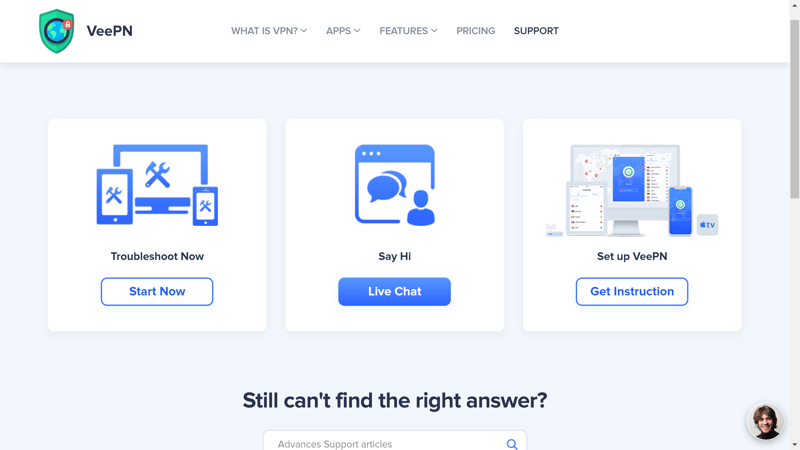 VeePN
WHAT IS VPN? APPS FEATURES PRICING SUPPORT
Troubleshoot Now
Start Now
Say Hi
Live Chat
tv
Set up VeePN
Get Instruction
Still can't find the right answer?
Advances Support articles